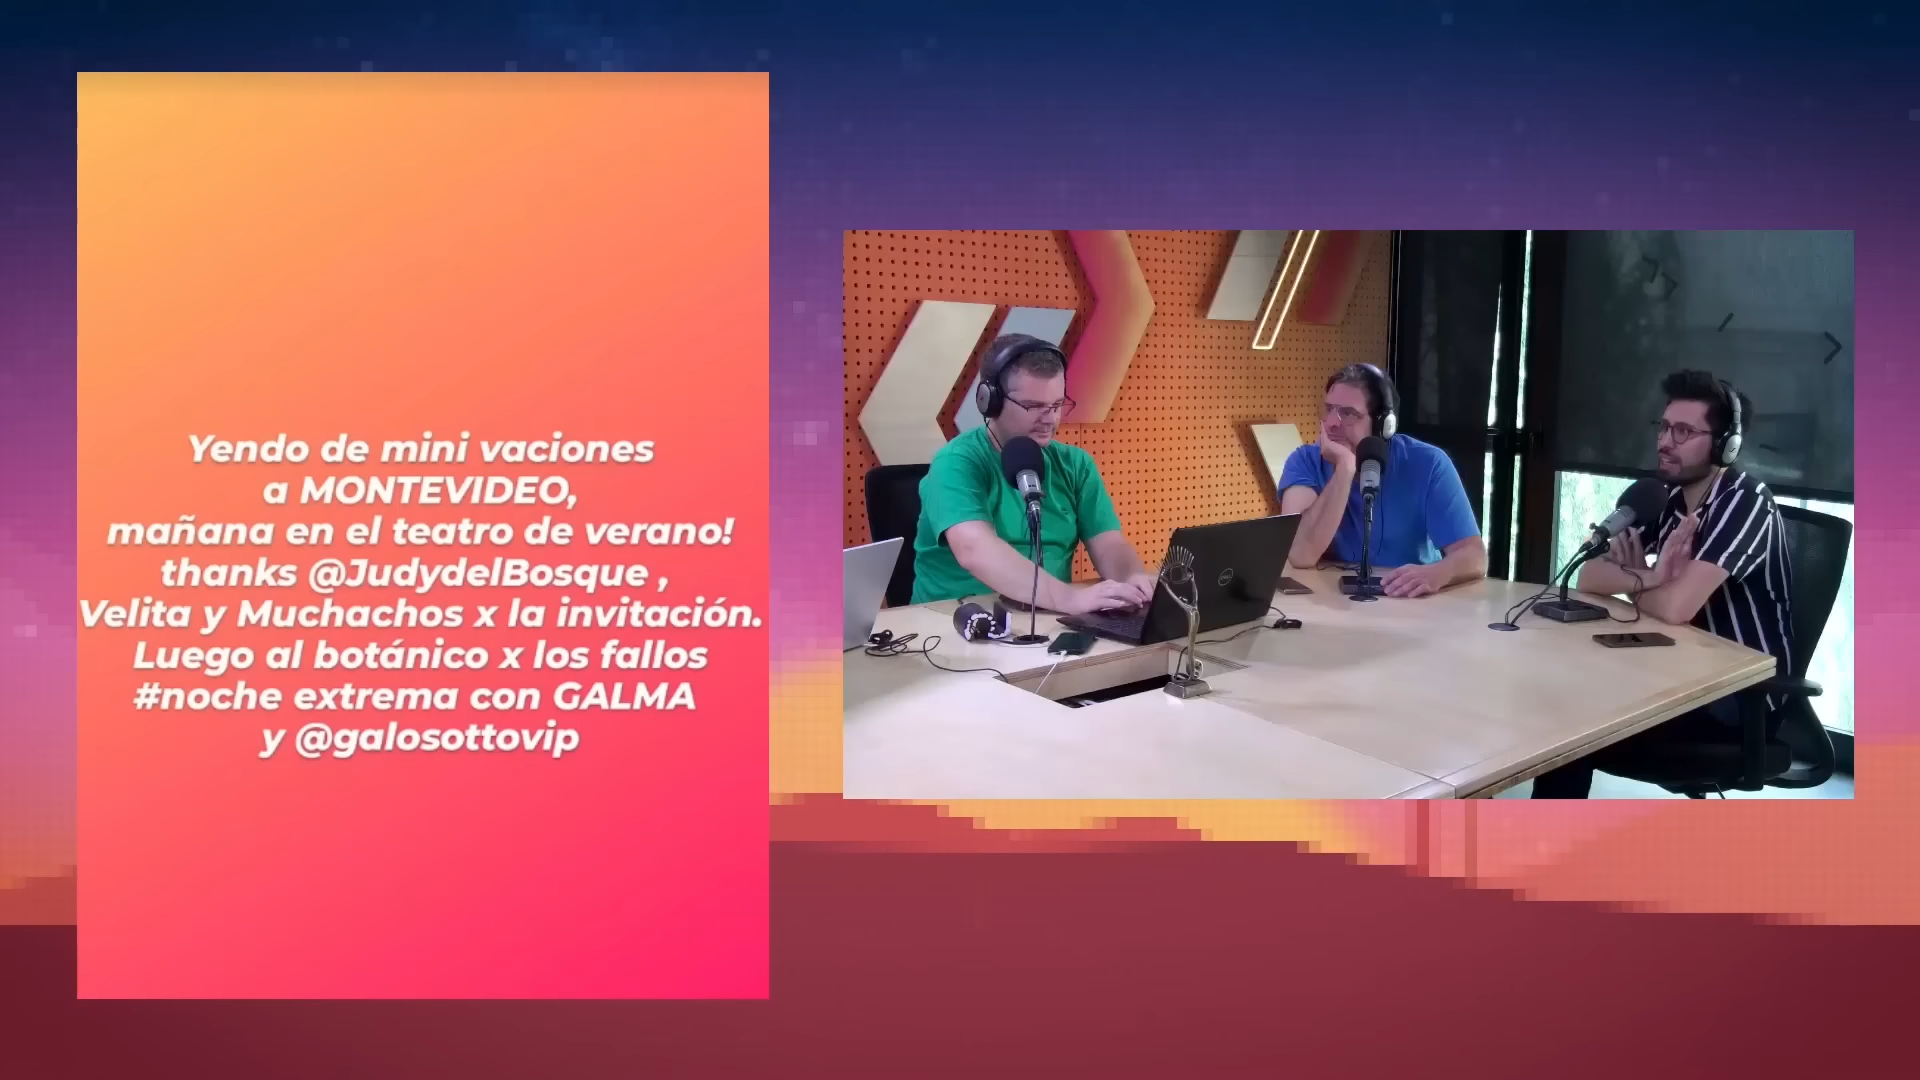 Yendo de mini vaciones
a MONTEVIDEO,
mañana en el teatro de verano!
thanks @JudydelBosque ,
Velita y Muchachos x la invitación.
Luego al botánico x los fallos
#noche extrema con GALMA
y @galosottovip
DELL